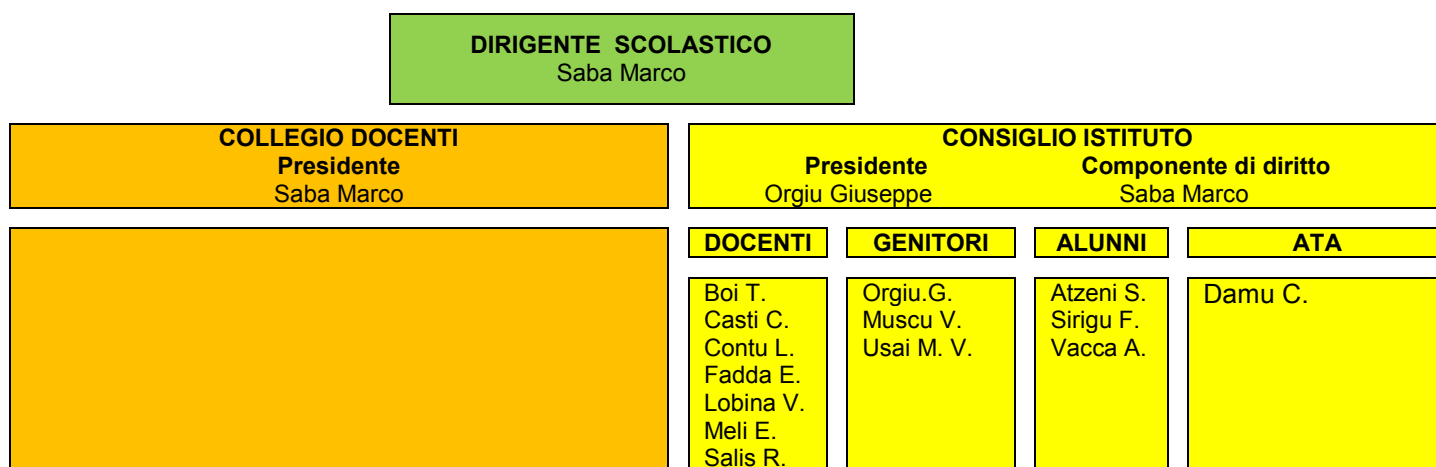 DIRIGENTE SCOLASTICO
Saba Marco
COLLEGIO DOCENTI
Presidente
Saba Marco
CONSIGLIO ISTITUTO
Presidente Componente di diritto
Orgiu Giuseppe Saba Marco
DOCENTI
Boi T.
Casti C.
Contu L.
Fadda E.
Lobina V.
Meli E.
Salis R.
GENITORI
Orgiu.G.
Muscu V.
Usai M. V.
ALUNNI
Atzeni S.
Sirigu F.
Vacca A.
ATA
Damu C.